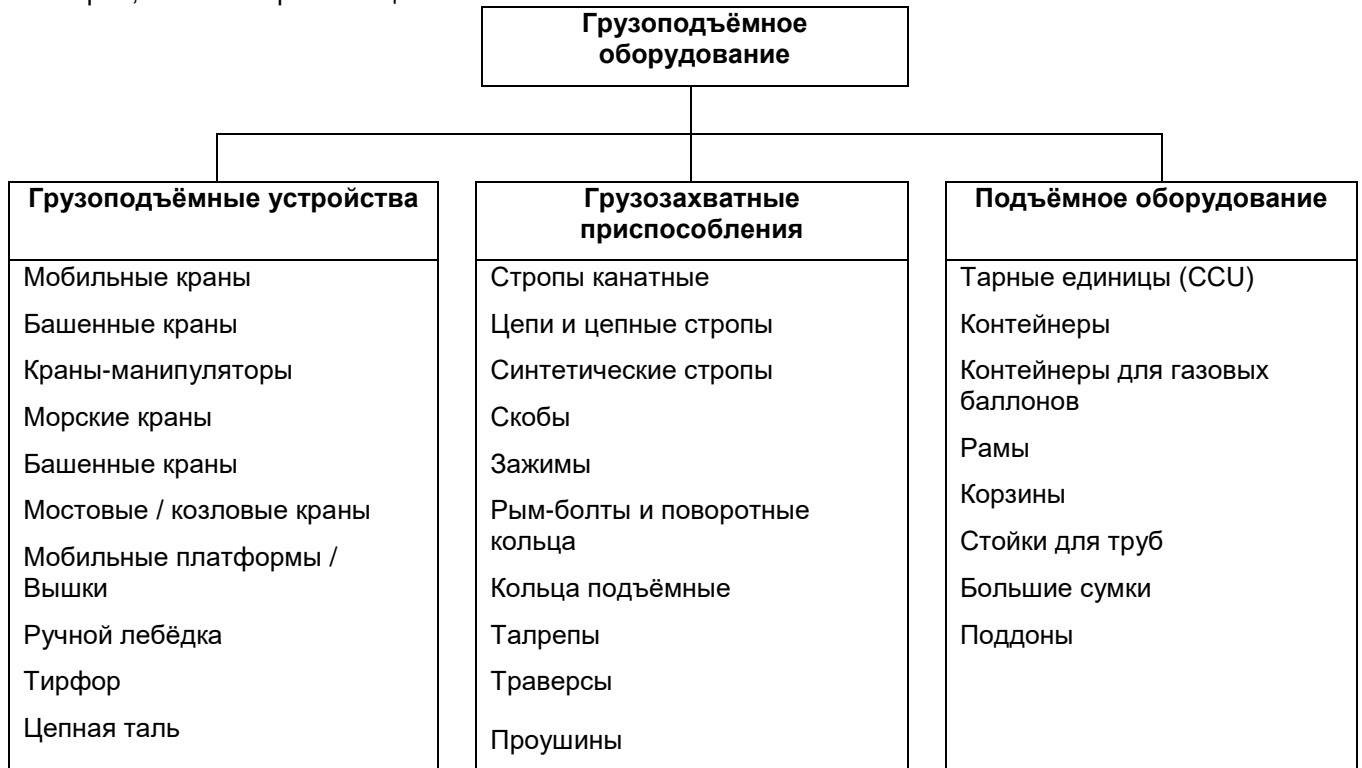 Грузоподъёмное
оборудование
Грузоподъёмные устройства
Мобильные краны
Башенные краны
Краны-манипуляторы
Морские краны
Башенные краны
Мостовые / козловые краны
Мобильные платформы /
Вышки
Ручной лебёдка
Тирфор
Цепная таль
Грузозахватные
приспособления
Стропы канатные
Цепи и цепные стропы
Синтетические стропы
Скобы
Зажимы
Рым-болты и поворотные
кольца
Кольца подъёмные
Талрепы
Траверсы
Проушины
Подъёмное оборудование
Тарные единицы (CCU)
Контейнеры
Контейнеры для газовых
баллонов
Рамы
Корзины
Стойки для труб
Большие сумки
Поддоны